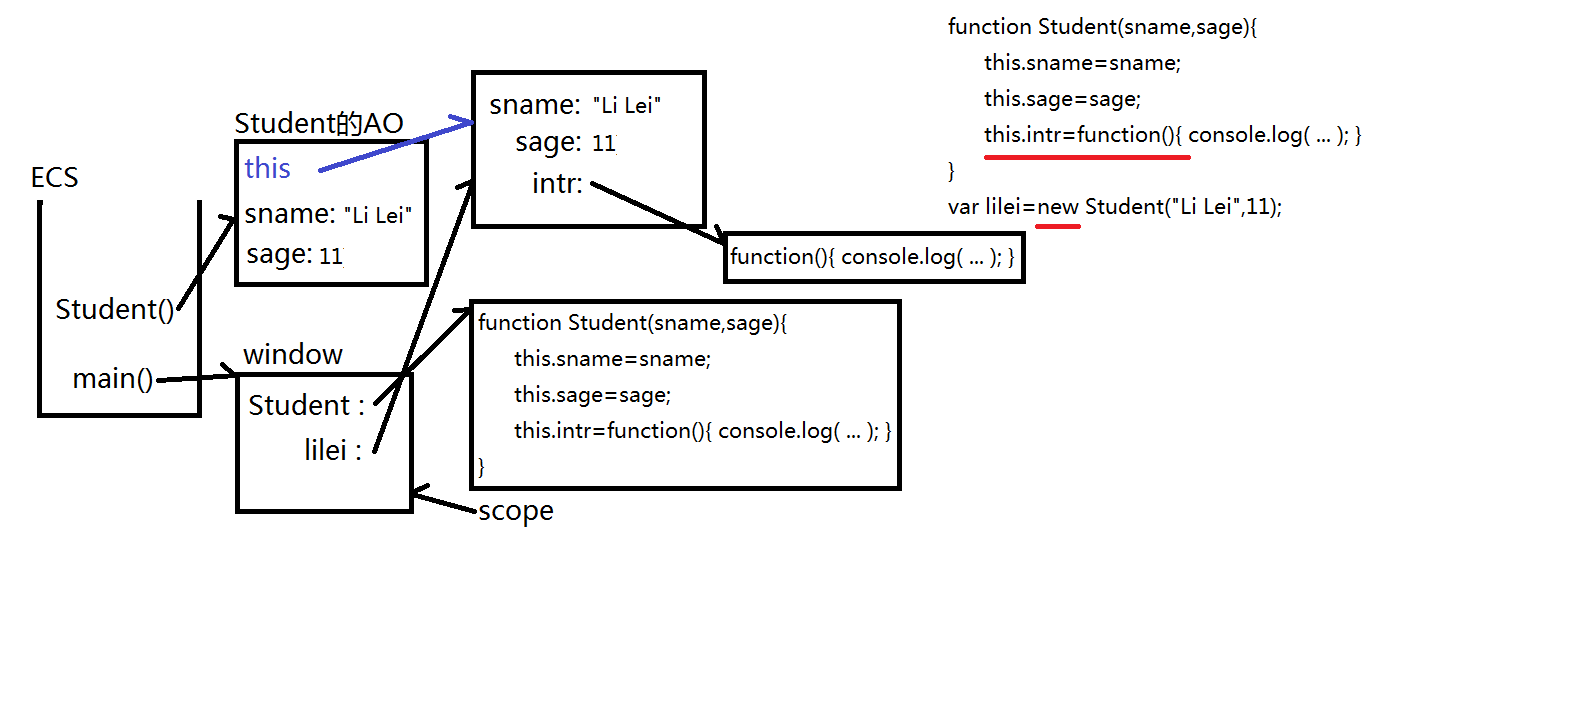 function Student(sname,sage){
this.sname=sname;
this.sage=sage;
this.intr=function(){ console.log( ... ); }
}
var lilei=new Student("Li Lei",11);
sname: "Li Lei"
sage: 11
intr:
function(){ console.log( ... ); }
Student的AO
this
sname: "Li Lei"
sage: 11
ECS
Student()
main()
window
Student :
lilei :
function Student(sname,sage){
this.sname=sname;
this.sage=sage;
this.intr=function(){ console.log( ... ); }
}
scope